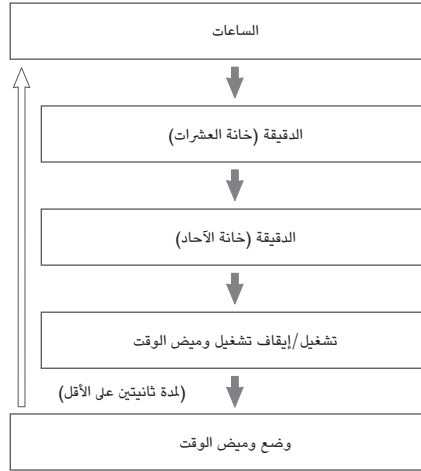 الساعات
الدقيقة (خانة العشرات)
الدقيقة (خانة الآحاد)
تشغيل/إيقاف تشغيل وميض الوقت
(لمدة ثانيتين على الأقل)
وضع وميض الوقت